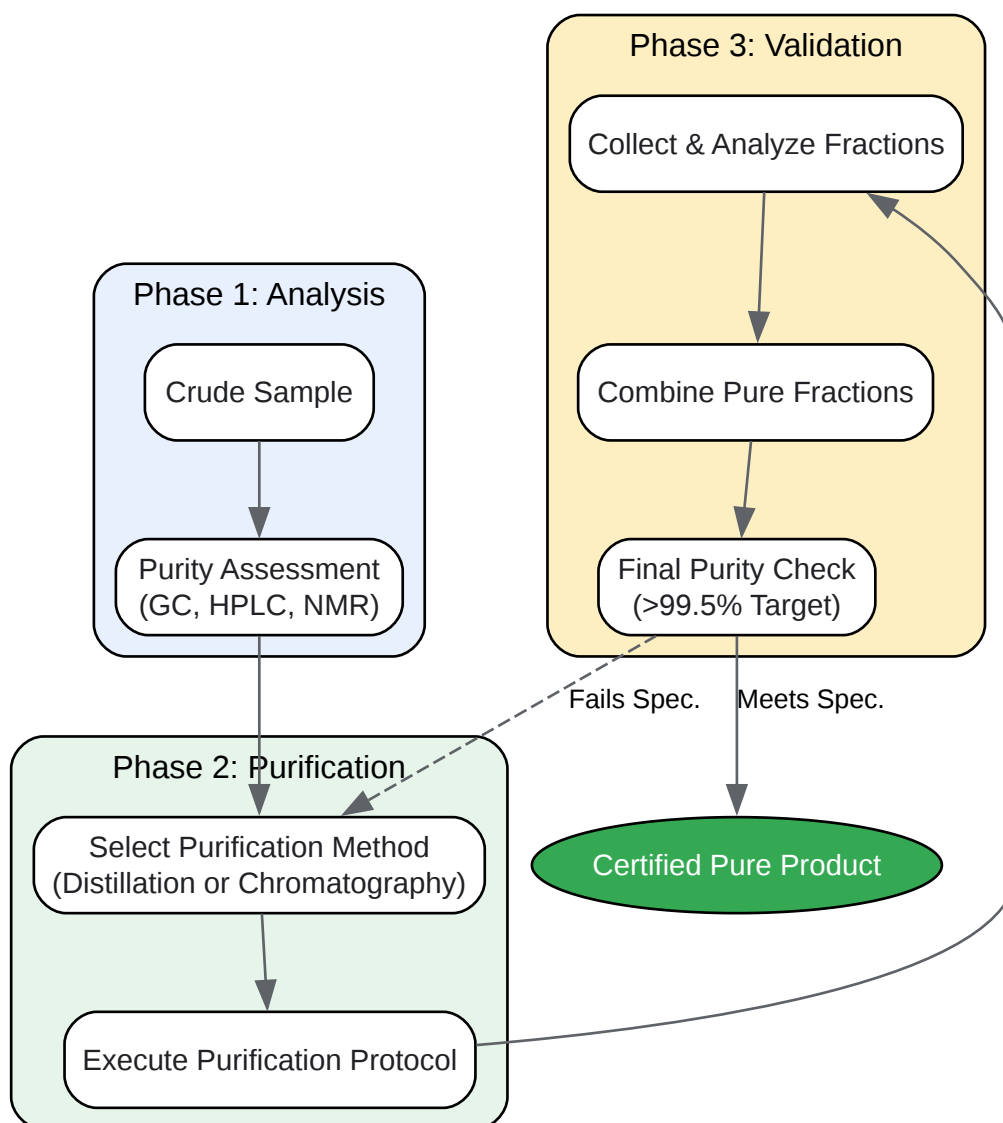 Phase 1: Analysis
Crude Sample
Purity Assessment
(GC, HPLC, NMR)
Phase 2: Purification
Select Purification Method
(Distillation or Chromatography)
Execute Purification Protocol
Phase 3: Validation
Collect & Analyze Fractions
Combine Pure Fractions
Final Purity Check
(>99.5% Target)
Fails Spec.
Meets Spec.
Certified Pure Product